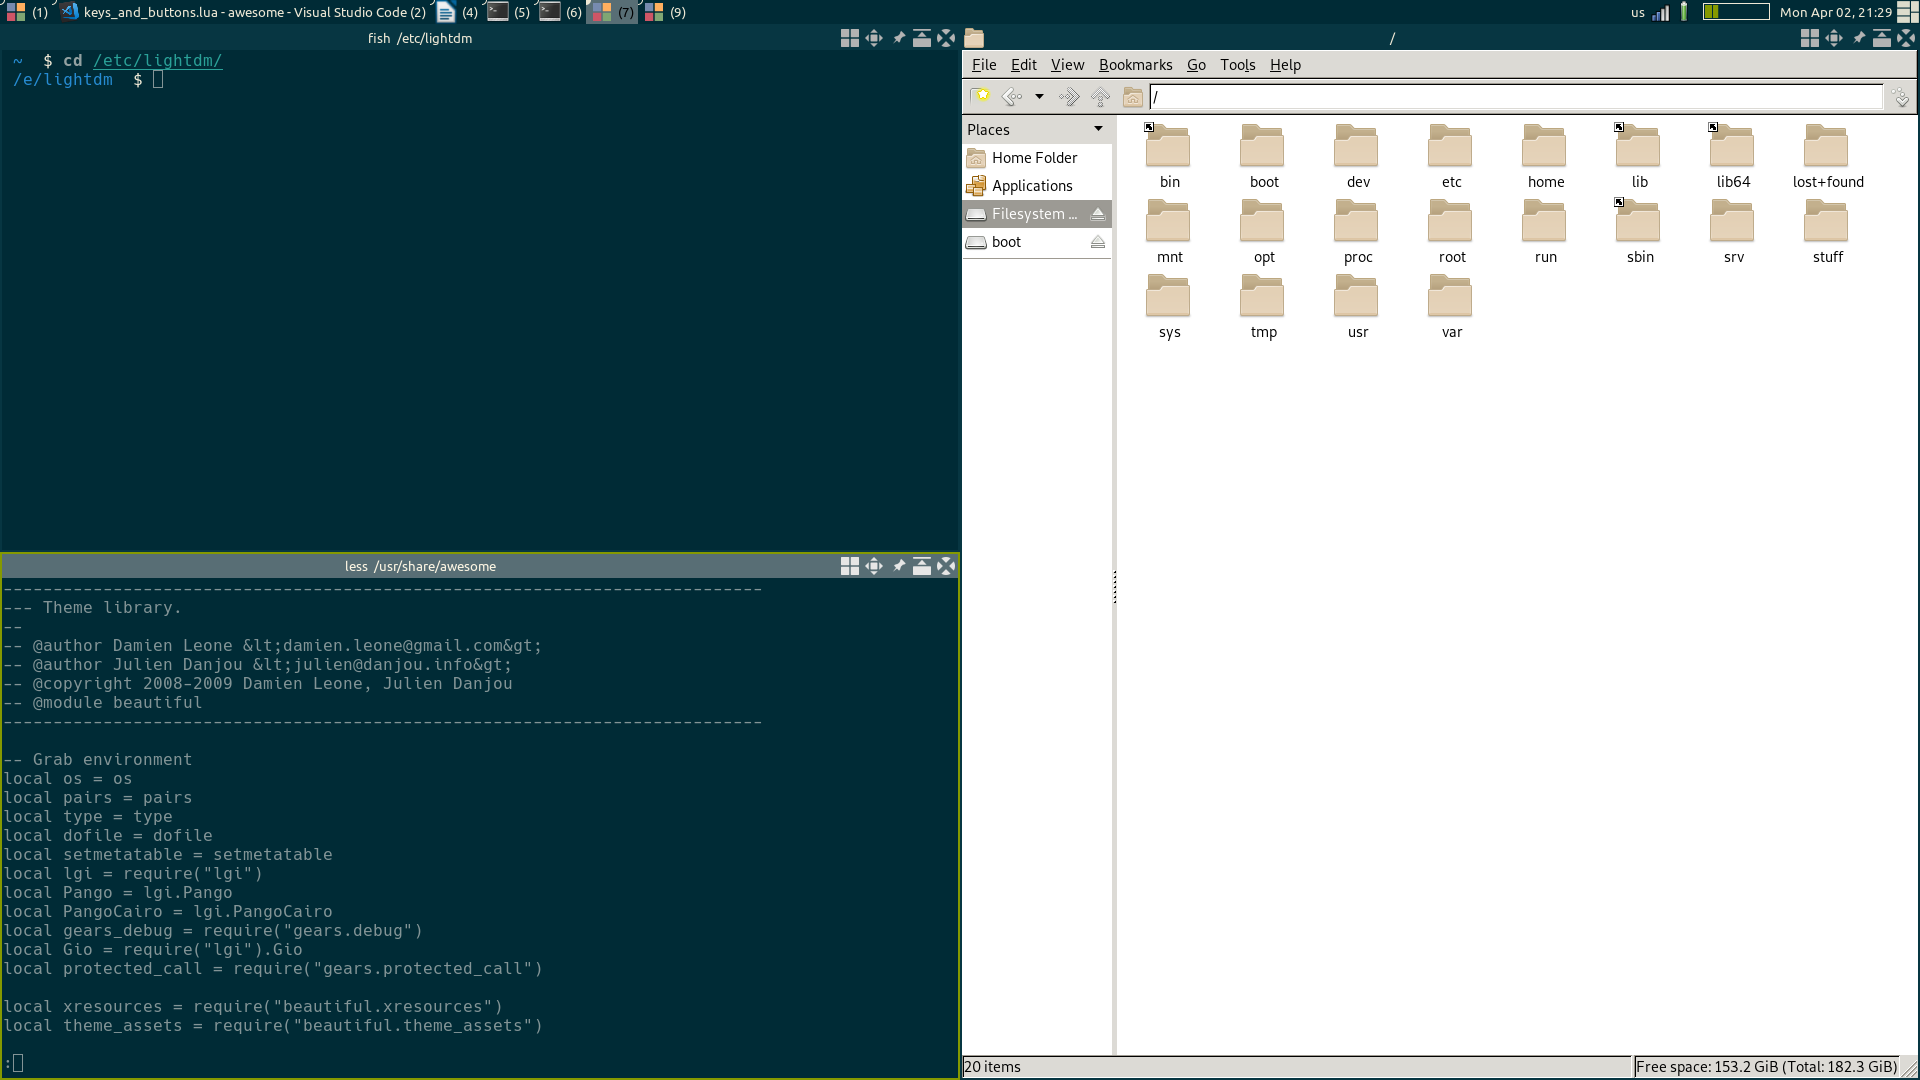 (1) keys_and_buttons.lua - awesome - Visual Studio Code (2) (4) (5) (6) (7) (9) us Mon Apr 02, 21:29
fish /etc/lightdm
~ $ cd /etc/lightdm/
/e/lightdm $
less /usr/share/awesome
----------------------------------------------------------------------------
--- Theme library.
--
-- @author Damien Leone &lt;damien.leone@gmail.com&gt;
-- @author Julien Danjou &lt;julien@danjou.info&gt;
-- @copyright 2008-2009 Damien Leone, Julien Danjou
-- @module beautiful
----------------------------------------------------------------------------
-- Grab environment
local os = os
local pairs = pairs
local type = type
local dofile = dofile
local setmetatable = setmetatable
local lgi = require("lgi")
local Pango = lgi.Pango
local PangoCairo = lgi.PangoCairo
local gears_debug = require("gears.debug")
local Gio = require("lgi").Gio
local protected_call = require("gears.protected_call")
local xresources = require("beautiful.xresources")
local theme_assets = require("beautiful.theme_assets")
:
/
File Edit View Bookmarks Go Tools Help
/
Places
Home Folder
Applications
Filesystem ...
boot
bin boot dev etc home lib lib64 lost+found
mnt opt proc root run sbin srv stuff
sys tmp usr var
20 items
Free space: 153.2 GiB (Total: 182.3 GiB)